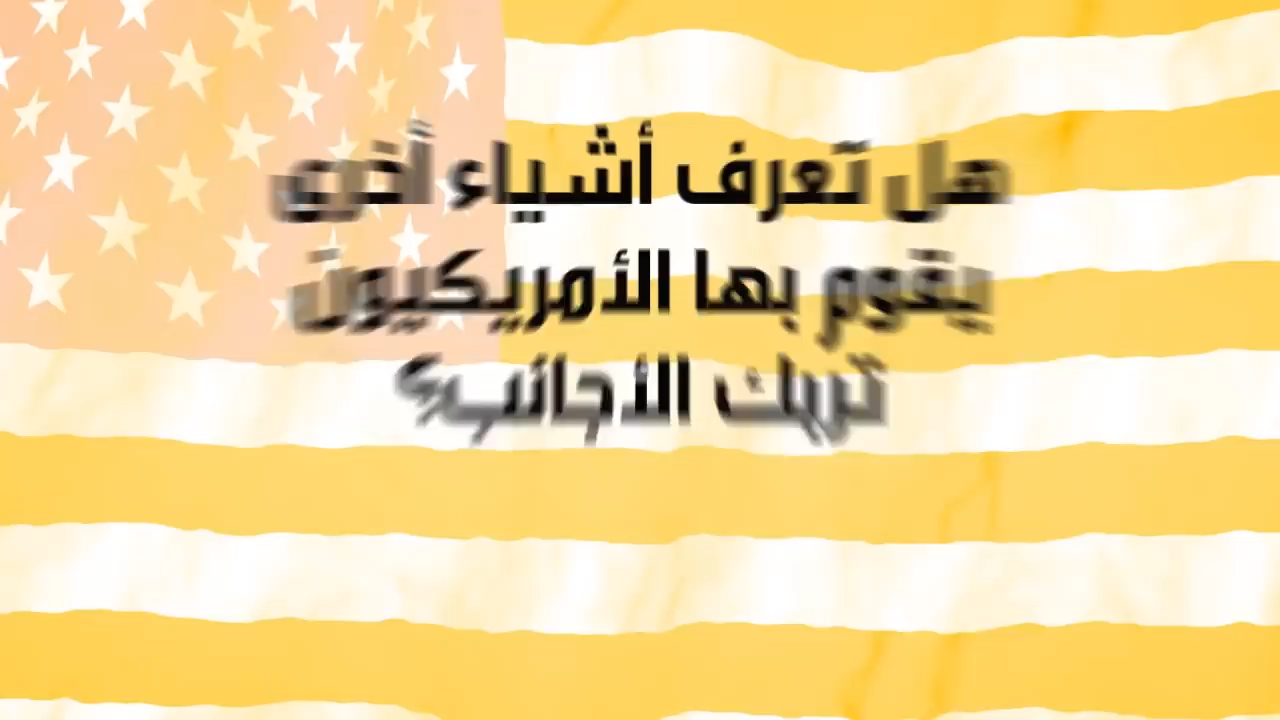 هل تعرف أشياء أخرى
يقوم بها الأمريكيون
تربك الأجانب؟